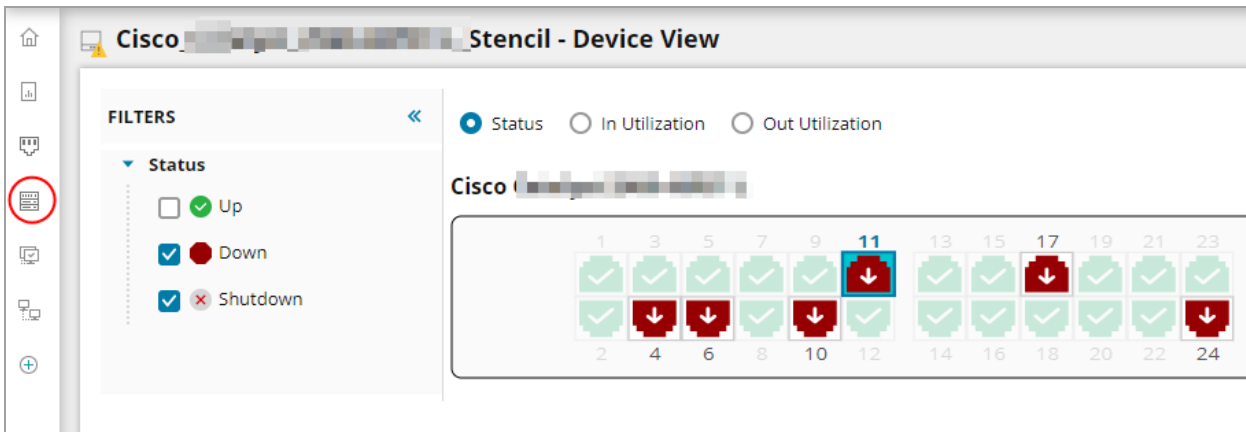 Cisco_ _Stencil - Device View
FILTERS
Status
Up
Down
Shutdown
Status In Utilization Out Utilization
Cisco
1 3 5 7 9 11 13 15 17 19 21 23
2 4 6 8 10 12 14 16 18 20 22 24